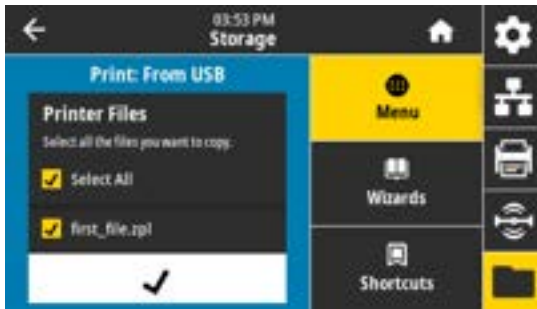 03:53 PM
Storage
Print: From USB
Printer Files
Select all the files you want to copy.
Select All
first_file.zpl
Menu
Wizards
Shortcuts